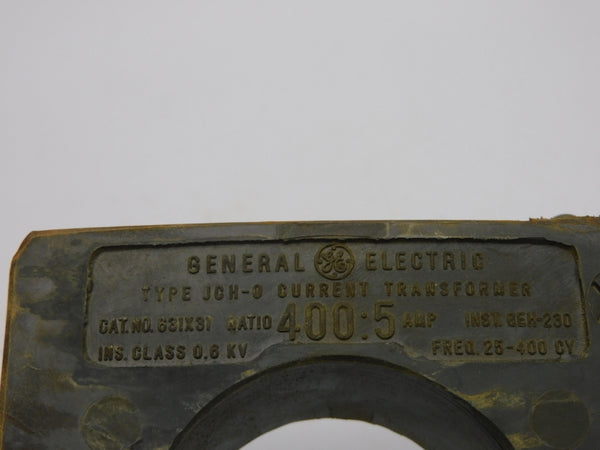 GENERAL GE ELECTRIC
TYPE JCH-0 CURRENT TRANSFORMER
CAT. NO. 631X31 RATIO 400:5 AMP INST. GEH-230
INS. CLASS 0.6 KV FREQ. 25-400 CY